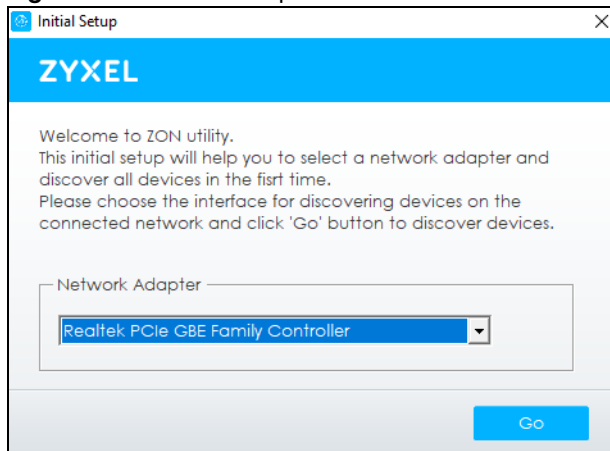 Initial Setup
ZYXEL
Welcome to ZON utility.
This initial setup will help you to select a network adapter and
discover all devices in the fisrt time.
Please choose the interface for discovering devices on the
connected network and click 'Go' button to discover devices.
Network Adapter
Realtek PCIe GBE Family Controller
Go